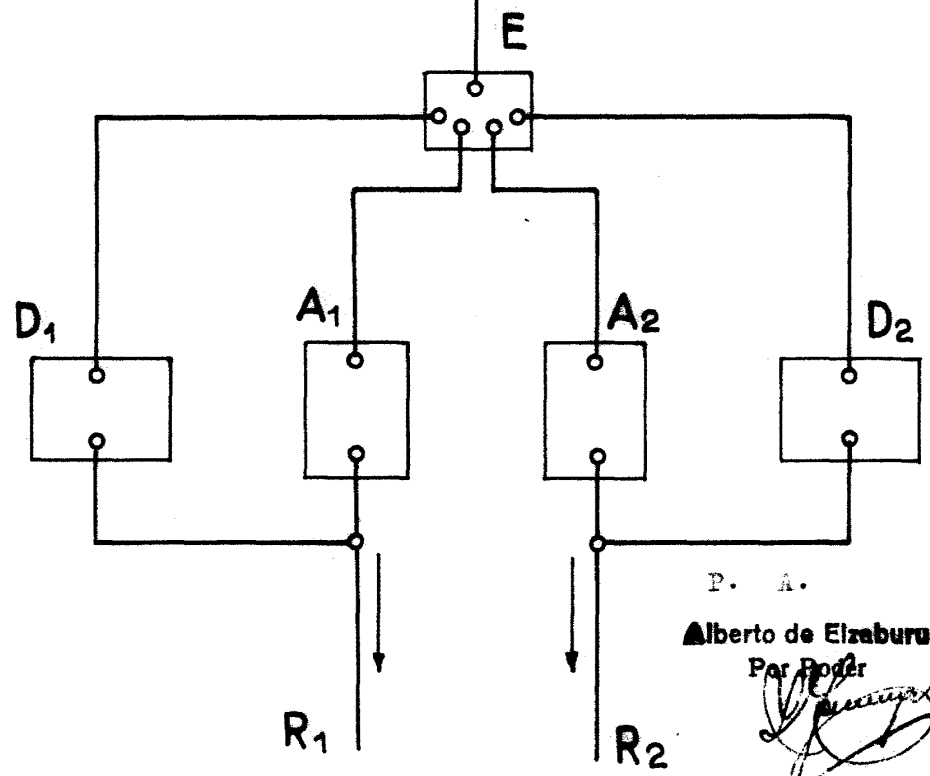 E
D1
A1
A2
D2
P. A.
Alberto de Elzaburu
Por Poder
R1
R2